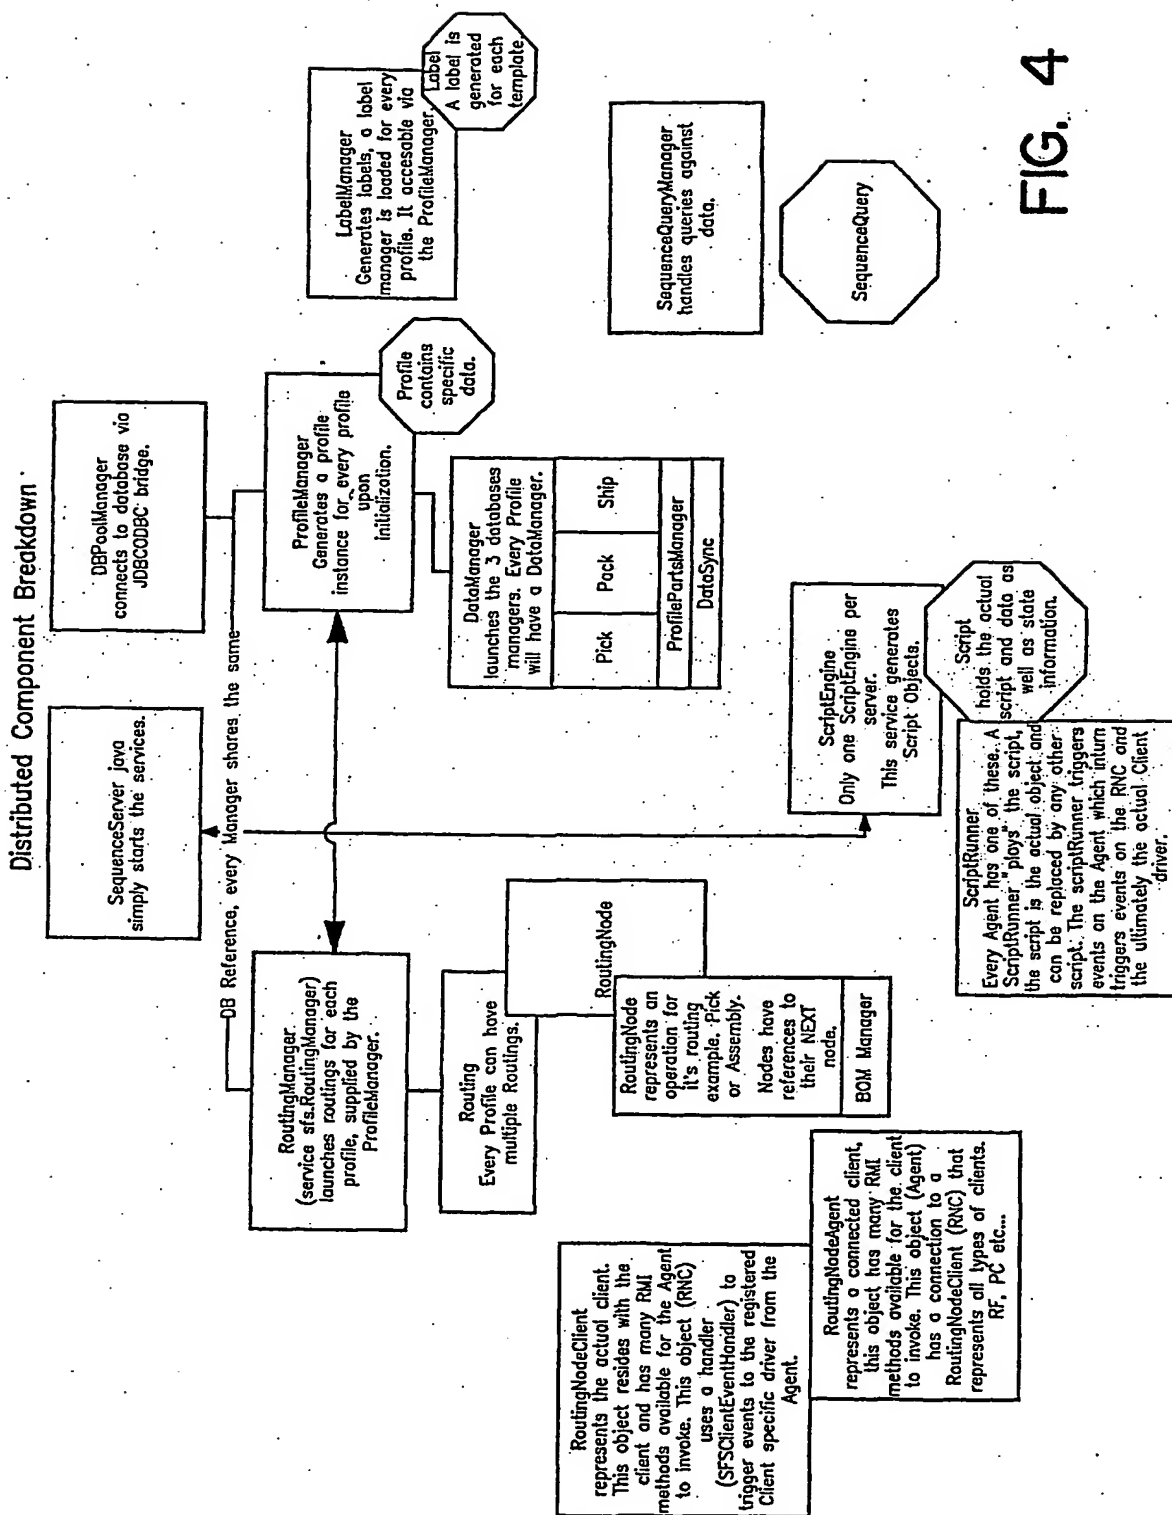 Distributed Component Breakdown
SequenceServer java
simply starts the services.
DBPoolManager
connects to database via
JDBCODBC bridge.
DB Reference, every Manager shares the same
RoutingManager
(service sfs.RoutingManager)
launches routings for each
profile, supplied by the
ProfileManager.
ProfileManager
Generates a profile
instance for every profile
upon
initialization.
Profile
contains
specific
data.
LabelManager
Generates labels, a label
manager is loaded for every
profile. It accesable via
the ProfileManager.
Label
A label is
generated
for each
template.
Routing
Every Profile can have
multiple Routings.
RoutingNode
RoutingNode
represents an
operation for
it's routing
example. Pick
or Assembly.
Nodes have
references to
their NEXT
node.
BOM Manager
DataManager
launches the 3 databases
managers. Every Profile
will have a DataManager.
Pick
Pack
Ship
ProfilePartsManager
DataSync
SequenceQueryManager
handles queries against
data.
SequenceQuery
RoutingNodeClient
represents the actual client.
This object resides with the
client and has many RMI
methods available for the Agent
to invoke. This object (RNC)
uses a handler
(SFSClientEventHandler) to
trigger events to the registered
Client specific driver from the
Agent.
RoutingNodeAgent
represents a connected client,
this object has many RMI
methods available for the client
to invoke. This object (Agent)
has a connection to a
RoutingNodeClient (RNC) that
represents all types of clients.
RF, PC etc...
ScriptEngine
Only one ScriptEngine per
server.
This service generates
Script Objects.
Script
holds the actual
script and data as
well as state
information.
ScriptRunner
Every Agent has one of these. A
ScriptRunner "plays" the script,
the script is the actual object and
can be replaced by any other
script. The scriptRunner triggers
events on the Agent which inturn
triggers events on the RNC and
the ultimately the actual Client
driver.
FIG. 4